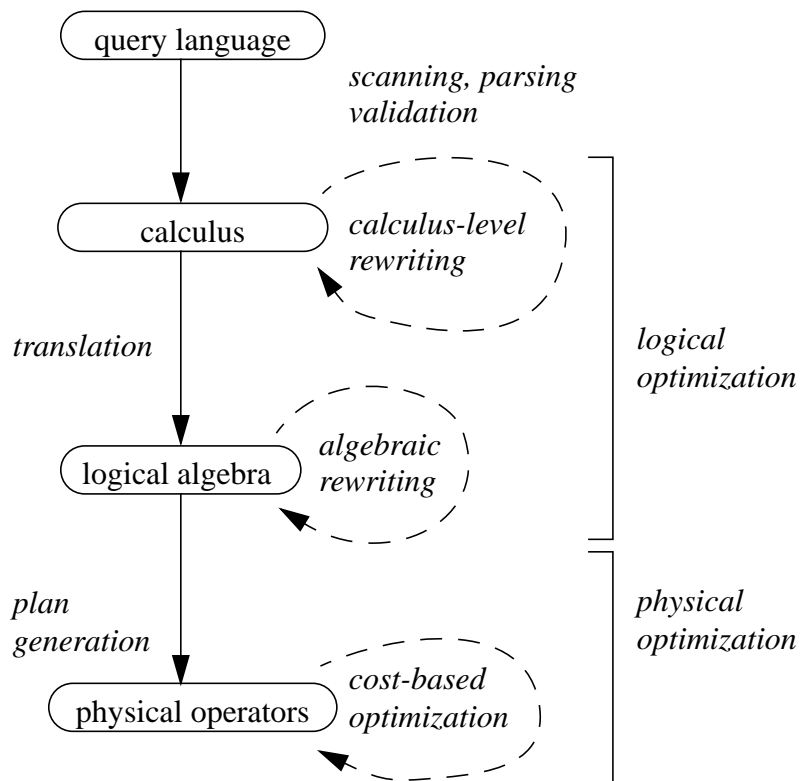 query language
scanning, parsing
validation
calculus
calculus-level
rewriting
translation
logical
optimization
logical algebra
algebraic
rewriting
plan
generation
physical
optimization
physical operators
cost-based
optimization